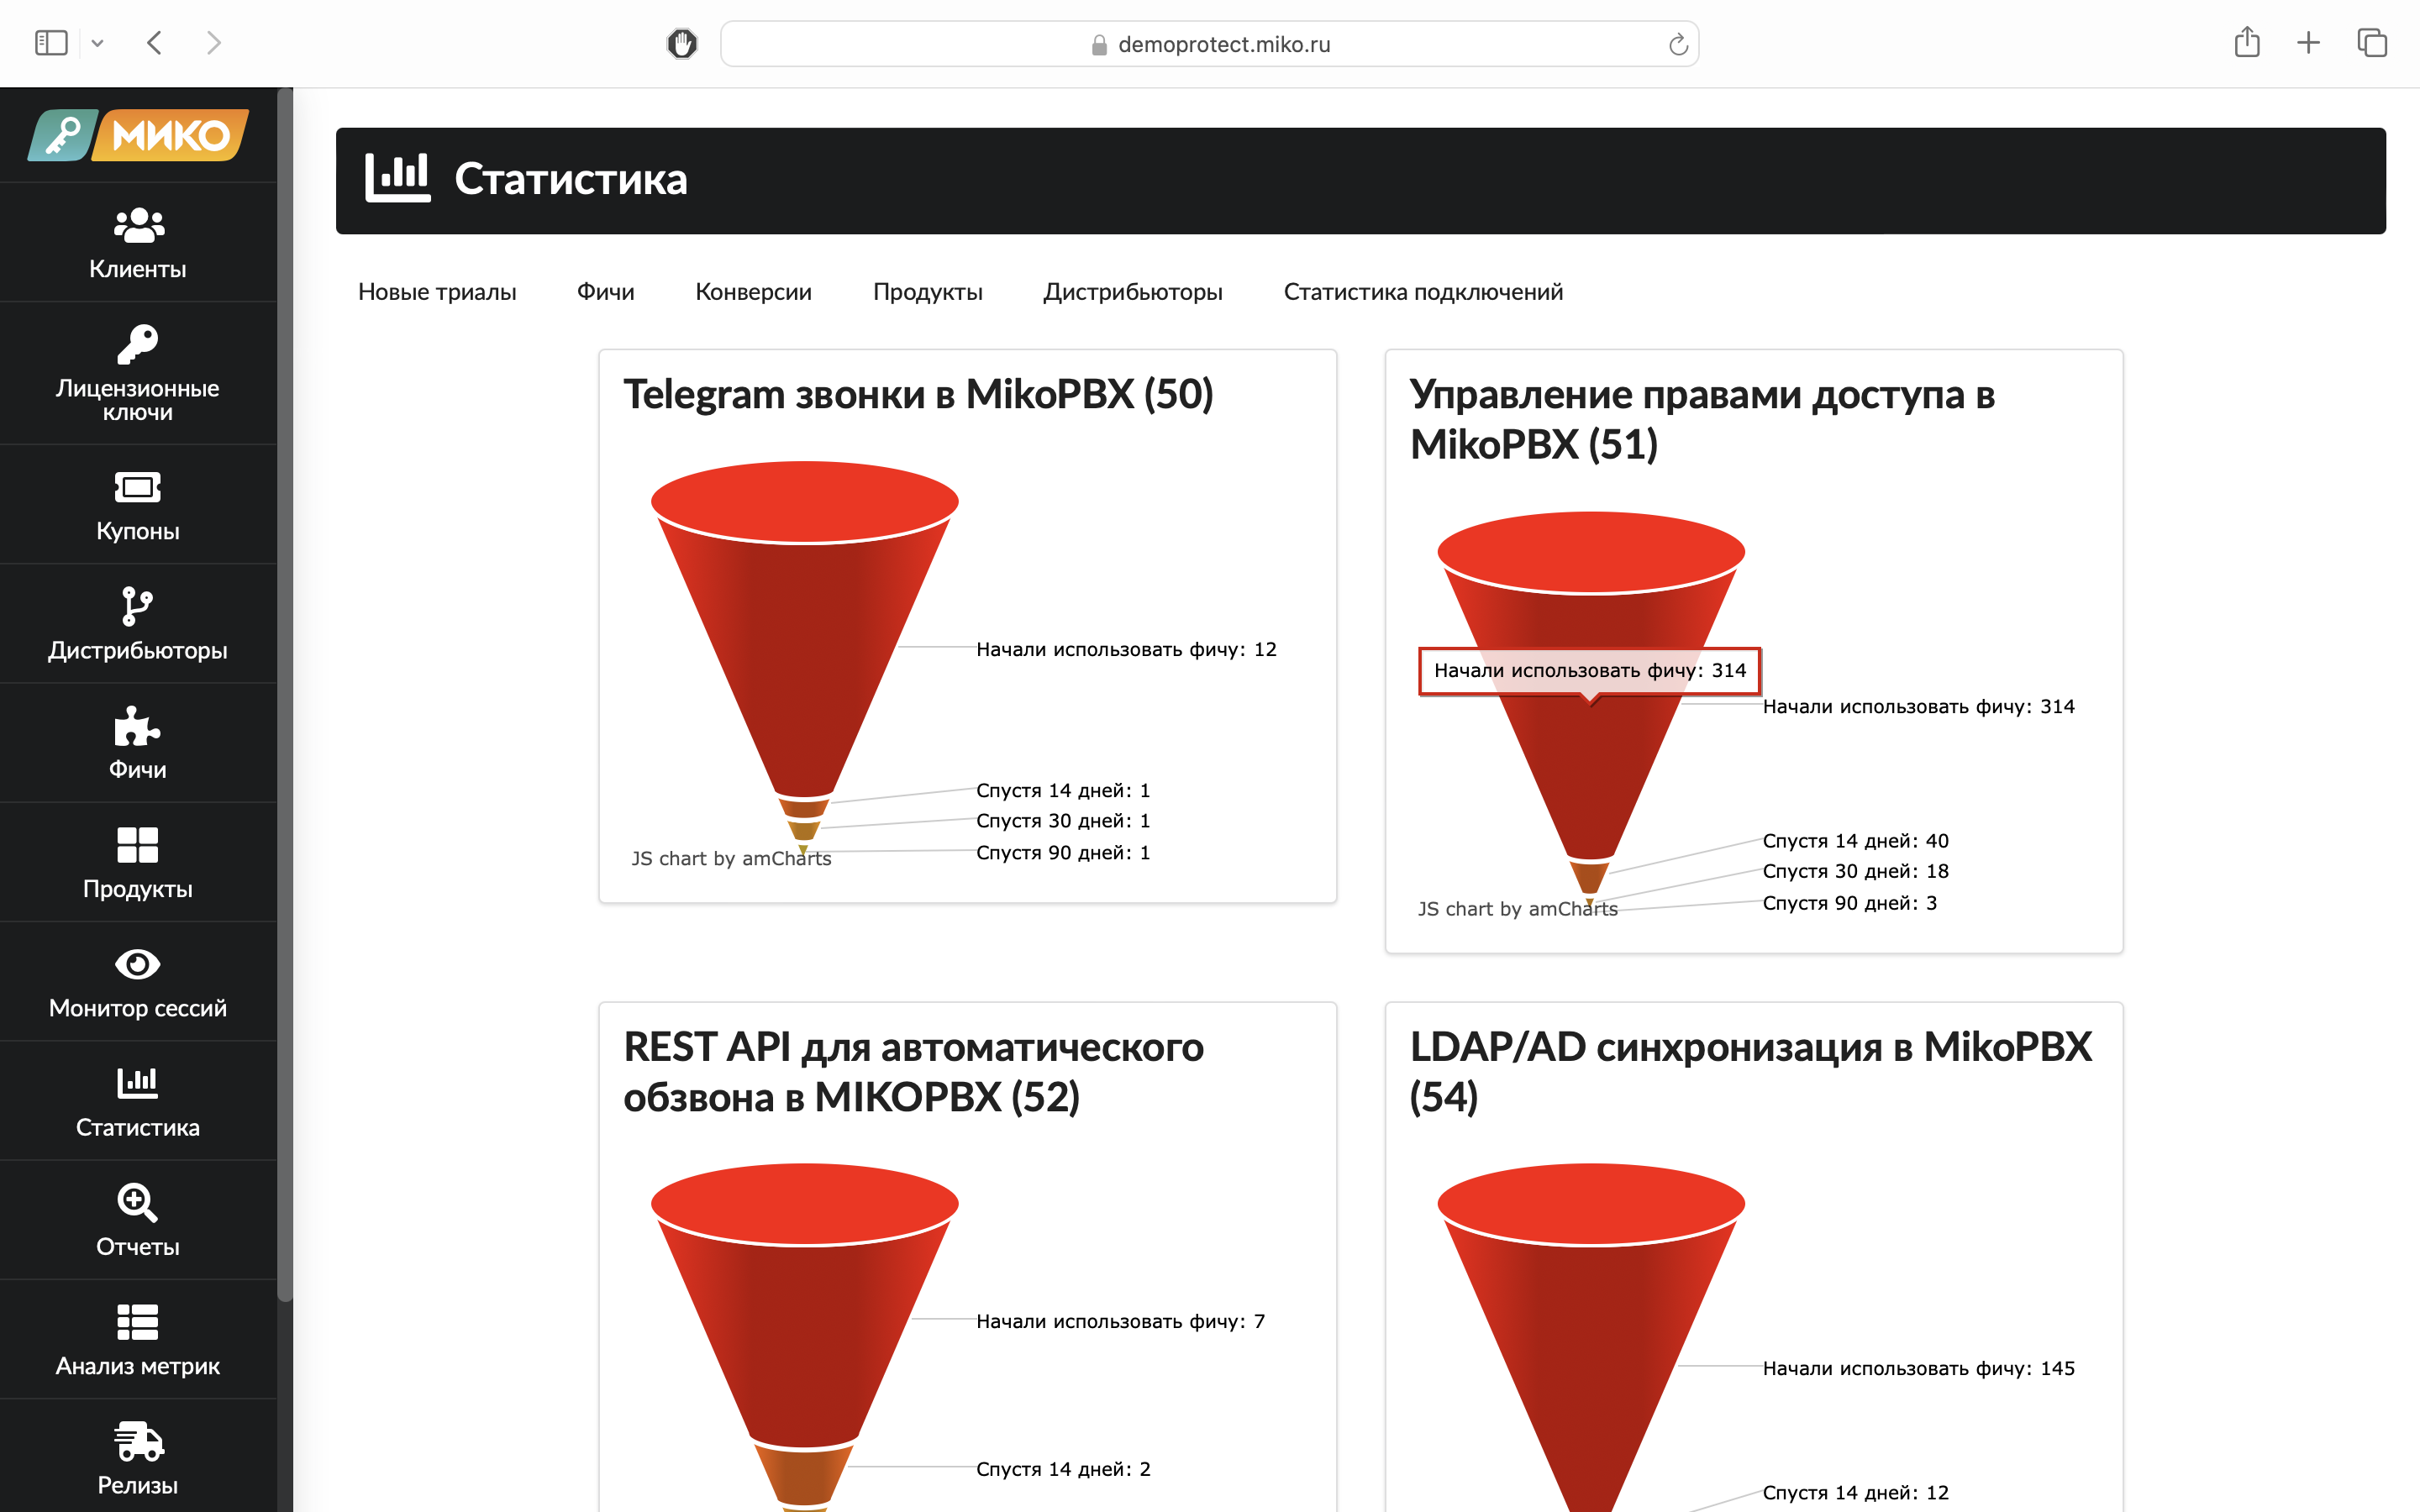 demoprotect.miko.ru
МИКО
Клиенты
Лицензионные
ключи
Купоны
Дистрибьюторы
Фичи
Продукты
Монитор сессий
Статистика
Отчеты
Анализ метрик
Релизы
Статистика
Новые триалы
Фичи
Конверсии
Продукты
Дистрибьюторы
Статистика подключений
Telegram звонки в MikoPBX (50)
Начали использовать фичу: 12
Спустя 14 дней: 1
Спустя 30 дней: 1
Спустя 90 дней: 1
JS chart by amCharts
Управление правами доступа в
MikoPBX (51)
Начали использовать фичу: 314
Начали использовать фичу: 314
Спустя 14 дней: 40
Спустя 30 дней: 18
Спустя 90 дней: 3
JS chart by amCharts
REST API для автоматического
обзвона в MIKOPBX (52)
Начали использовать фичу: 7
Спустя 14 дней: 2
LDAP/AD синхронизация в MikoPBX
(54)
Начали использовать фичу: 145
Спустя 14 дней: 12